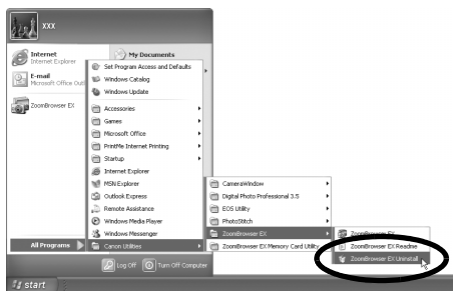 XXX
Internet
Internet Explorer
My Documents
E-mail
Microsoft Office Outl
ZoomBrowser EX
Set Program Access and Defaults
Windows Catalog
Windows Update
Accessories
Games
Microsoft Office
PrintMe Internet Printing
Startup
Internet Explorer
MSN Explorer
Outlook Express
Remote Assistance
Windows Media Player
Windows Messenger
Canon Utilities
CameraWindow
Digital Photo Professional 3.5
EOS Utility
PhotoStitch
ZoomBrowser EX
ZoomBrowser EX Memory Card Utility
ZoomBrowser EX
ZoomBrowser EX Readme
ZoomBrowser EX Uninstall
All Programs
Log Off
Turn Off Computer
start